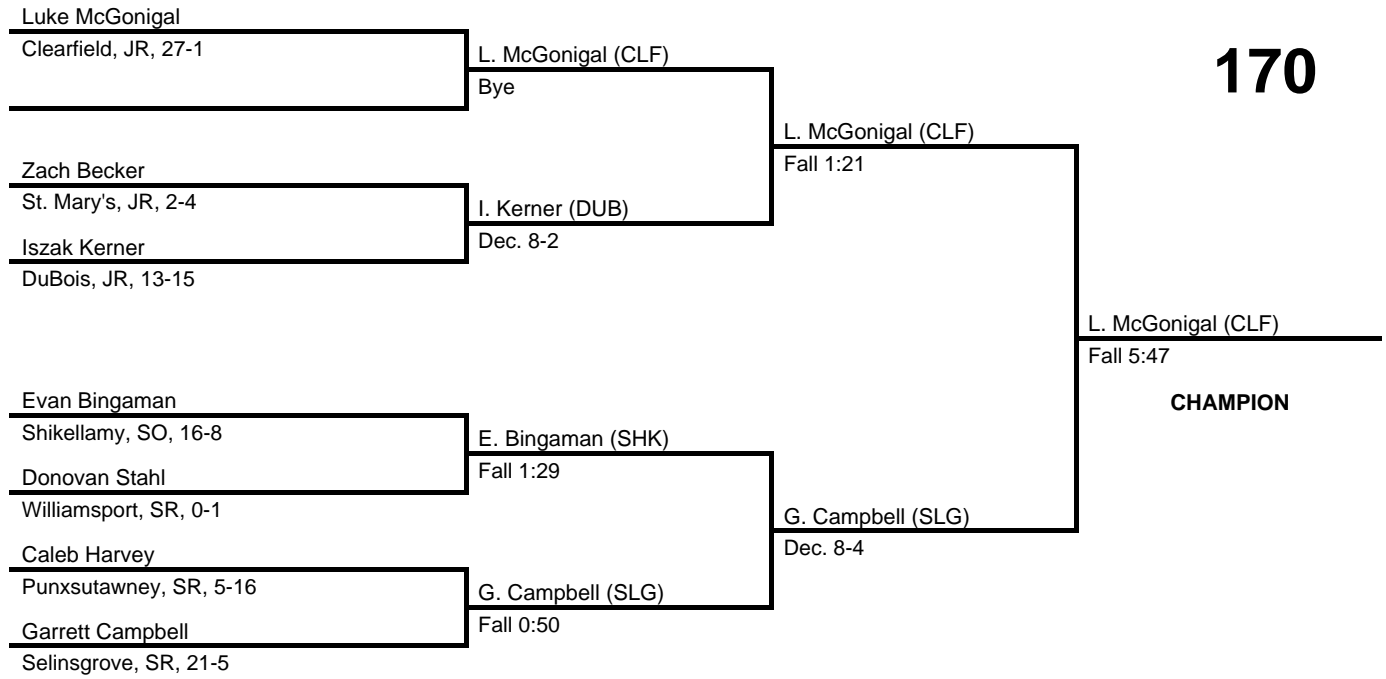 Luke McGonigal
Clearfield, JR, 27-1
L. McGonigal (CLF)
Bye
170
L. McGonigal (CLF)
Fall 1:21
Zach Becker
St. Mary's, JR, 2-4
I. Kerner (DUB)
Dec. 8-2
Iszak Kerner
DuBois, JR, 13-15
L. McGonigal (CLF)
Fall 5:47
CHAMPION
Evan Bingaman
Shikellamy, SO, 16-8
E. Bingaman (SHK)
Fall 1:29
Donovan Stahl
Williamsport, SR, 0-1
G. Campbell (SLG)
Dec. 8-4
Caleb Harvey
Punxsutawney, SR, 5-16
G. Campbell (SLG)
Fall 0:50
Garrett Campbell
Selinsgrove, SR, 21-5